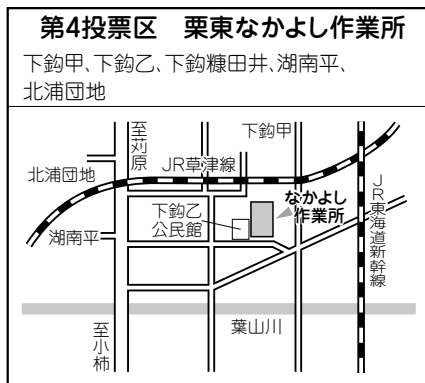 第4投票区　栗東なかよし作業所
下鈎甲、下鈎乙、下鈎糠田井、湖南平、
北浦団地
至苅原
下鈎甲
JR草津線
北浦団地
なかよし
作業所
下鈎乙
公民館
湖南平
JR東海道新幹線
葉山川
至小柿